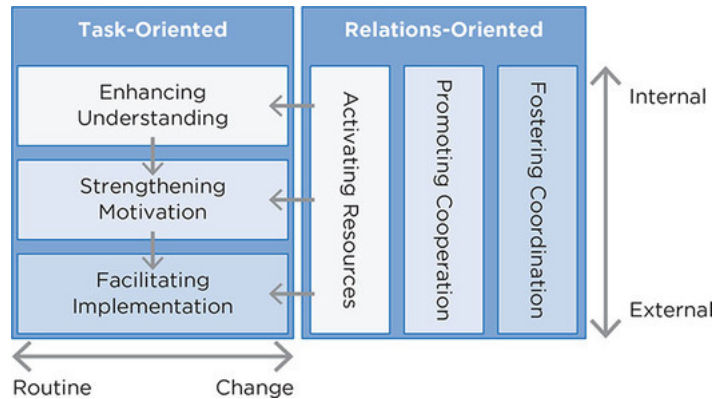 Task-Oriented
Enhancing
Understanding
Strengthening
Motivation
Facilitating
Implementation
Relations-Oriented
Activating Resources
Promoting Cooperation
Fostering Coordination
Internal
External
Routine
Change